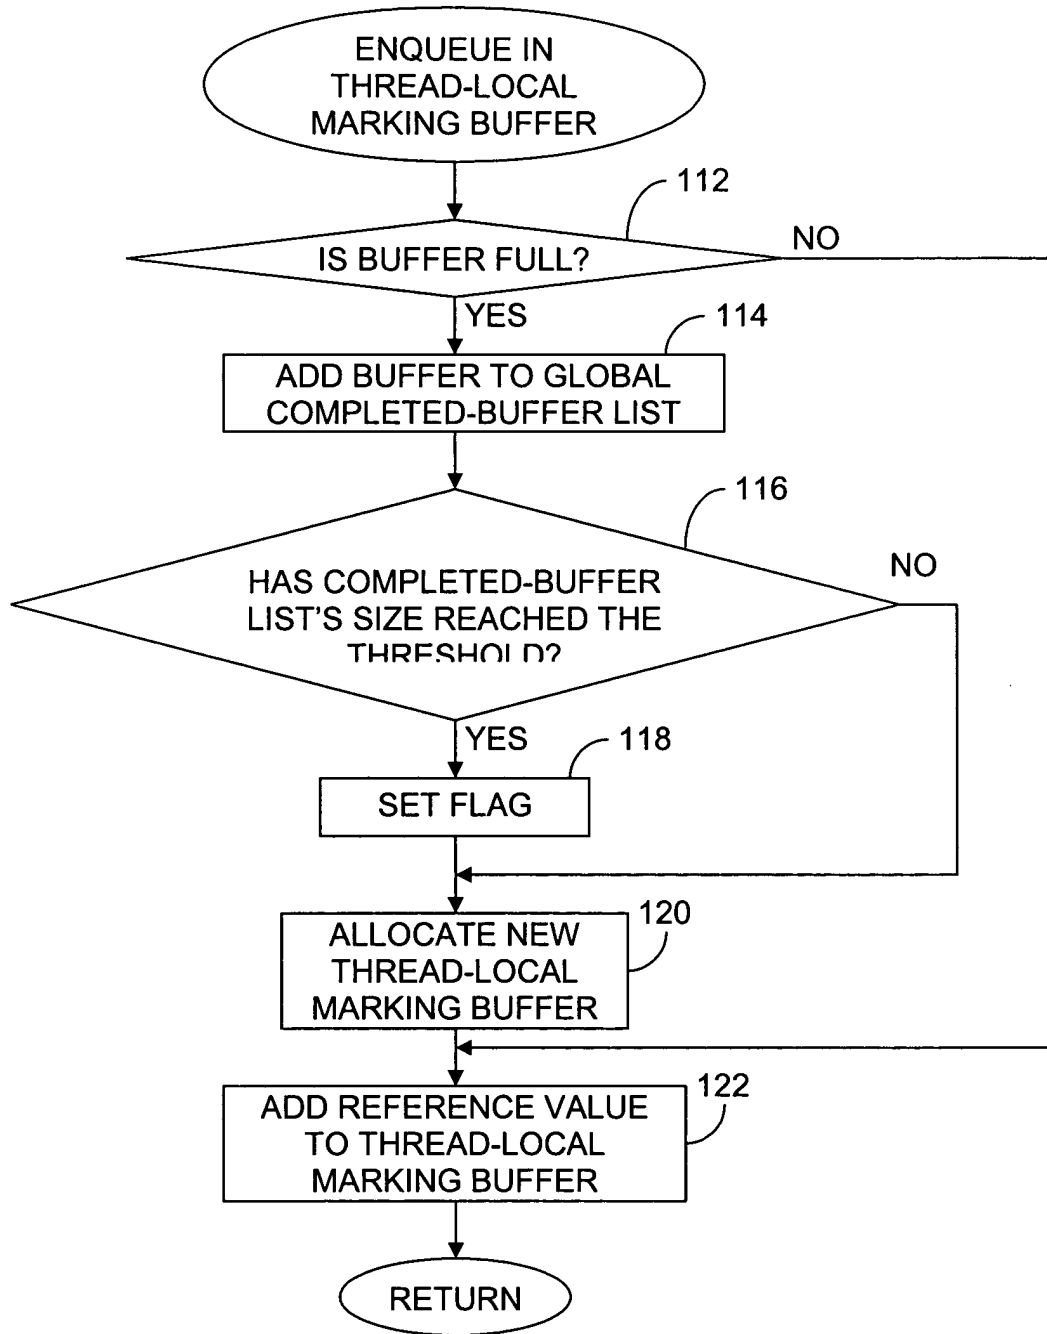 ENQUEUE IN
THREAD-LOCAL
MARKING BUFFER
112
IS BUFFER FULL?
NO
YES
114
ADD BUFFER TO GLOBAL
COMPLETED-BUFFER LIST
116
HAS COMPLETED-BUFFER
LIST'S SIZE REACHED THE
THRESHOLD?
NO
YES
118
SET FLAG
120
ALLOCATE NEW
THREAD-LOCAL
MARKING BUFFER
122
ADD REFERENCE VALUE
TO THREAD-LOCAL
MARKING BUFFER
RETURN